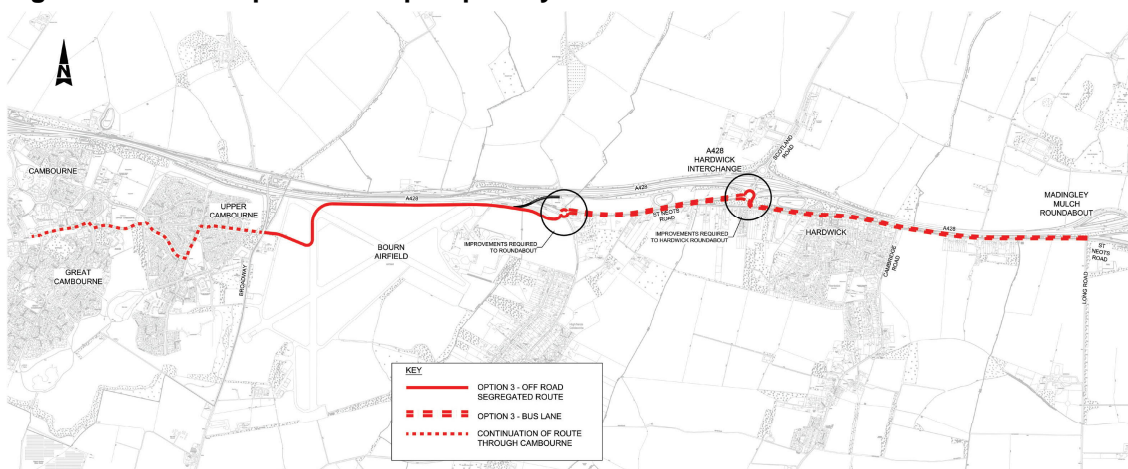 N
A428
HARDWICK
INTERCHANGE
SCOTLAND
ROAD
CAMBOURNE
UPPER
CAMBOURNE
A428
A428
MADINGLEY
MULCH
ROUNDABOUT
ST NEOTS
ROAD
BOURN
AIRFIELD
IMPROVEMENTS REQUIRED
TO ROUNDABOUT
IMPROVEMENTS REQUIRED
TO HARDWICK ROUNDABOUT
HARDWICK
A428
ST
NEOTS
ROAD
GREAT
CAMBOURNE
BROADWAY
CAMBRIDGE
ROAD
LONG ROAD
KEY
OPTION 3 - OFF ROAD
SEGREGATED ROUTE
OPTION 3 - BUS LANE
CONTINUATION OF ROUTE
THROUGH CAMBOURNE